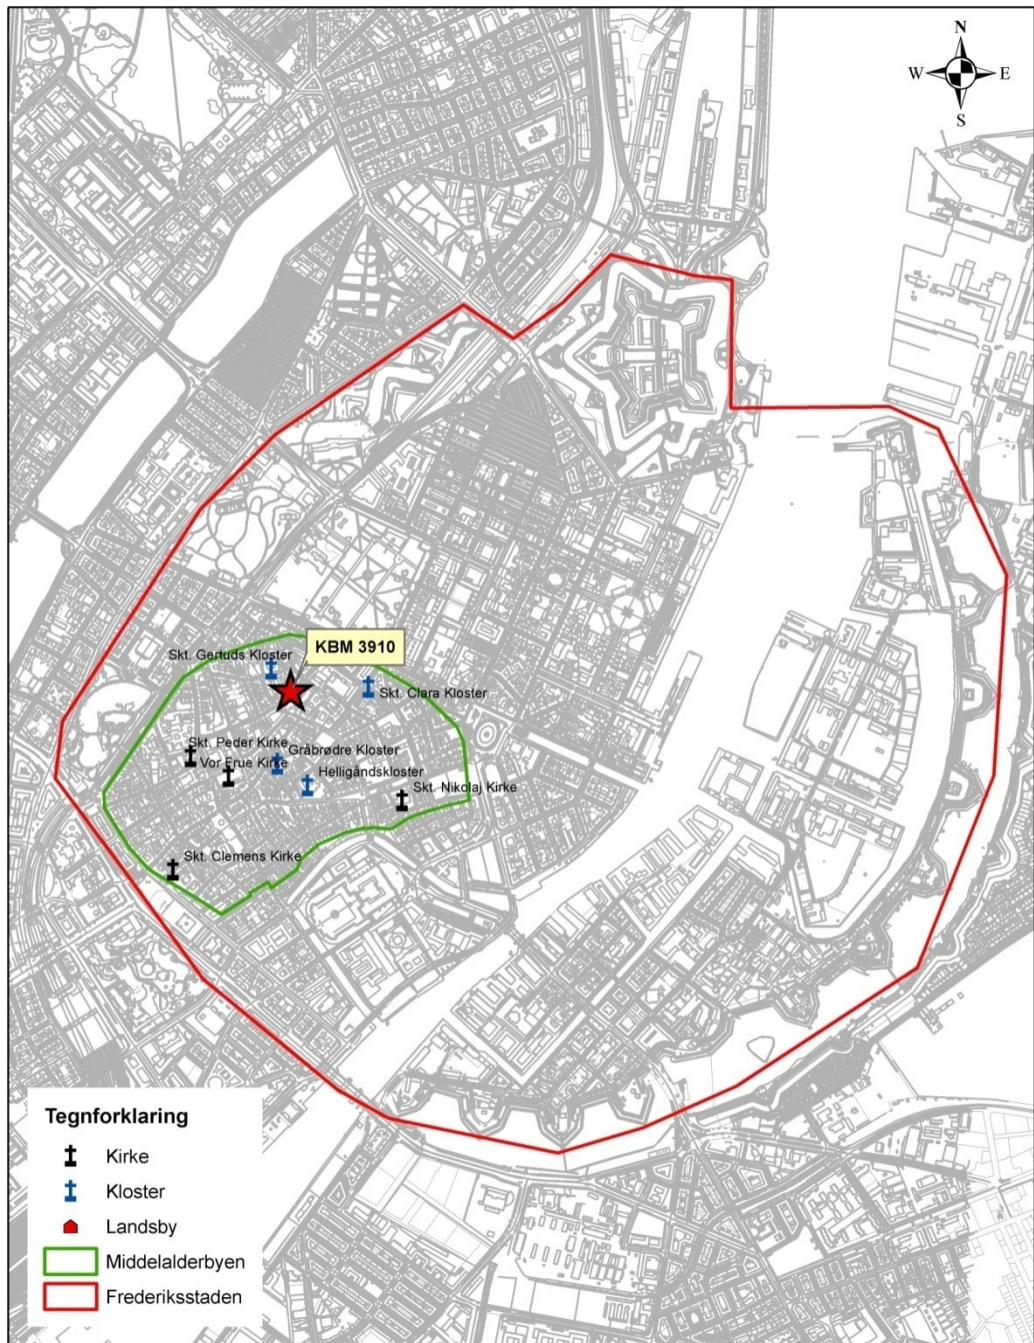 N
W E
S
KBM 3910
Skt. Gertuds Kloster
Skt. Clara Kloster
Skt. Peder Kirke
Gråbrødre Kloster
Vor Frue Kirke
Helligåndskloster
Skt. Nikolaj Kirke
Skt. Clemens Kirke
Tegnforklaring
Kirke
Kloster
Landsby
Middelalderbyen
Frederiksstaden